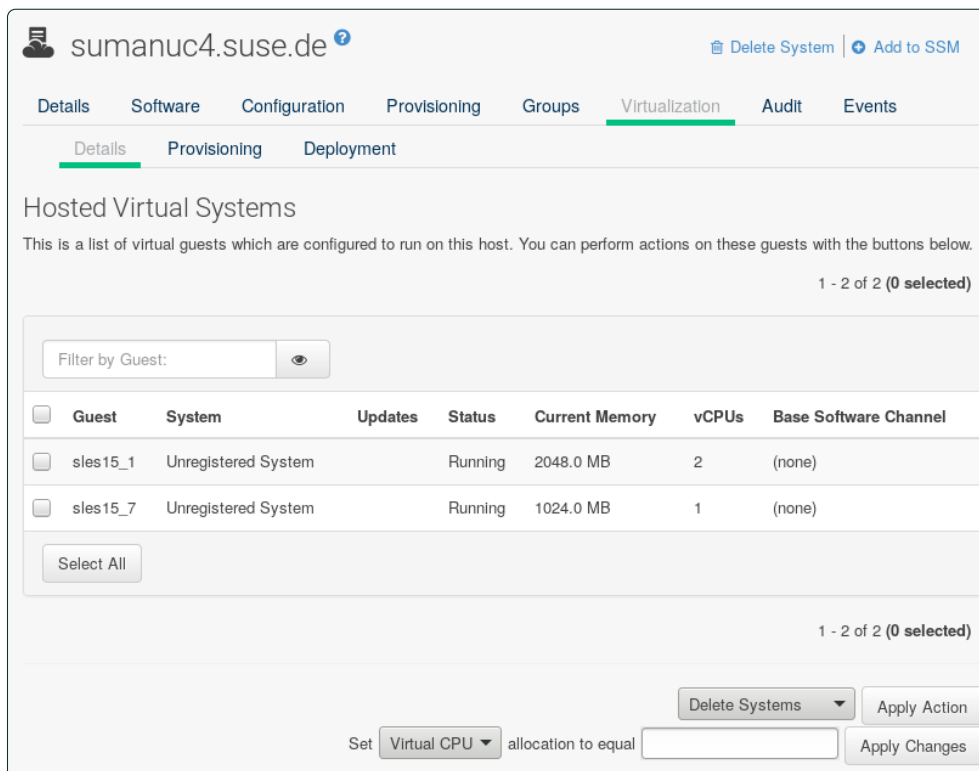 sumanuc4.suse.de ?
Delete System | Add to SSM
Details Software Configuration Provisioning Groups Virtualization Audit Events
Details Provisioning Deployment
Hosted Virtual Systems
This is a list of virtual guests which are configured to run on this host. You can perform actions on these guests with the buttons below.
1 - 2 of 2 (0 selected)
Filter by Guest:
Guest System Updates Status Current Memory vCPUs Base Software Channel
sles15_1 Unregistered System Running 2048.0 MB 2 (none)
sles15_7 Unregistered System Running 1024.0 MB 1 (none)
Select All
1 - 2 of 2 (0 selected)
Delete Systems Apply Action
Set Virtual CPU allocation to equal Apply Changes